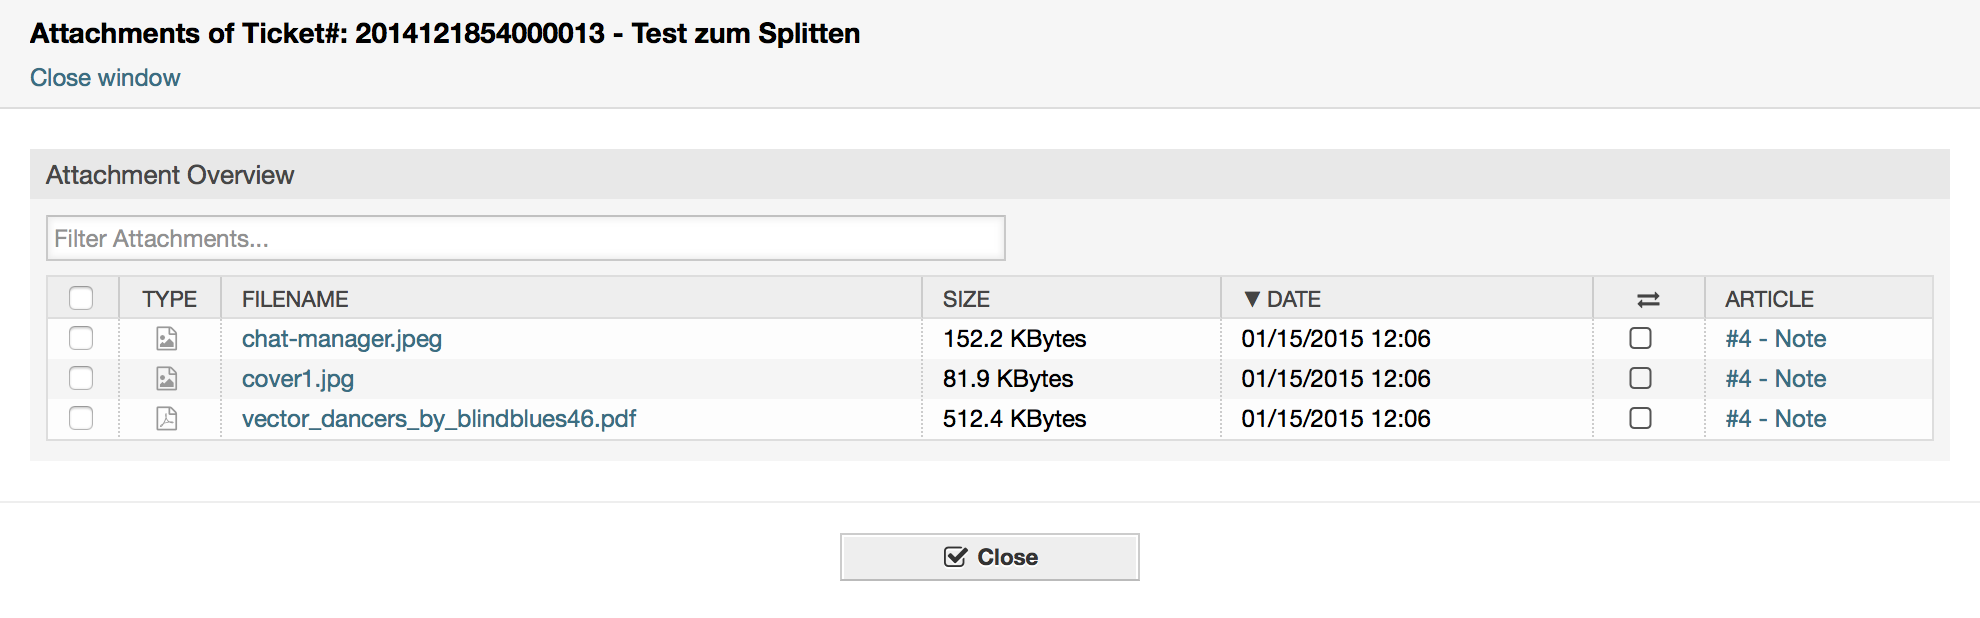 Attachments of Ticket#: 2014121854000013 - Test zum Splitten
Close window
Attachment Overview
Filter Attachments...
TYPE FILENAME SIZE ▼ DATE ⇄ ARTICLE
chat-manager.jpeg 152.2 KBytes 01/15/2015 12:06 #4 - Note
cover1.jpg 81.9 KBytes 01/15/2015 12:06 #4 - Note
vector_dancers_by_blindblues46.pdf 512.4 KBytes 01/15/2015 12:06 #4 - Note
Close